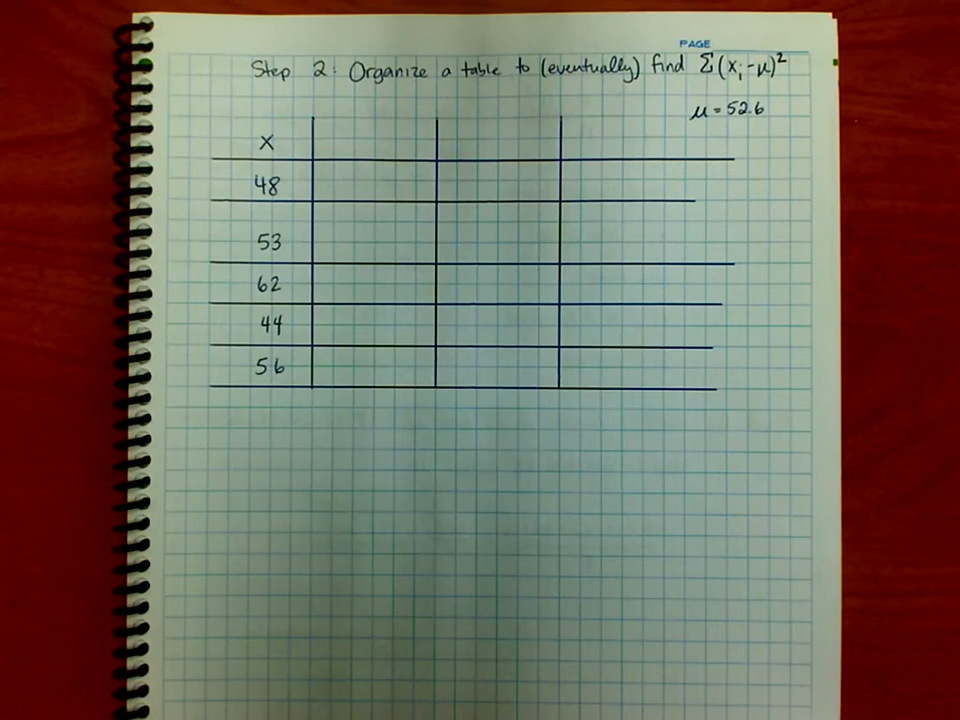 PAGE
Step 2: Organize a table to (eventually) find Σ(xᵢ-μ)²
μ = 52.6
X
48
53
62
44
56